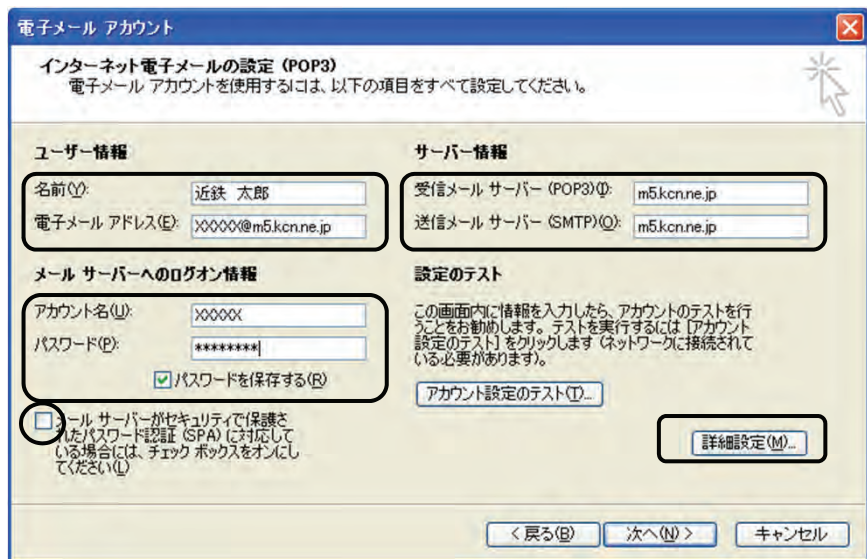 電子メール アカウント
インターネット電子メールの設定 (POP3)
電子メール アカウントを使用するには、以下の項目をすべて設定してください。
ユーザー情報
名前(Y): 近鉄 太郎
電子メール アドレス(E): XXXXX@m5.kcn.ne.jp
メール サーバーへのログオン情報
アカウント名(U): XXXXX
パスワード(P): ********
パスワードを保存する(R)
メール サーバーがセキュリティで保護さ
れたパスワード認証 (SPA) に対応して
いる場合には、チェック ボックスをオンにし
てください(L)
サーバー情報
受信メール サーバー (POP3)(I): m5.kcn.ne.jp
送信メール サーバー (SMTP)(O): m5.kcn.ne.jp
設定のテスト
この画面内に情報を入力したら、アカウントのテストを行
うことをお勧めします。テストを実行するには [アカウント
設定のテスト] をクリックします (ネットワークに接続されて
いる必要があります)。
アカウント設定のテスト(T)...
詳細設定(M)...
< 戻る(B) 次へ(N) > キャンセル